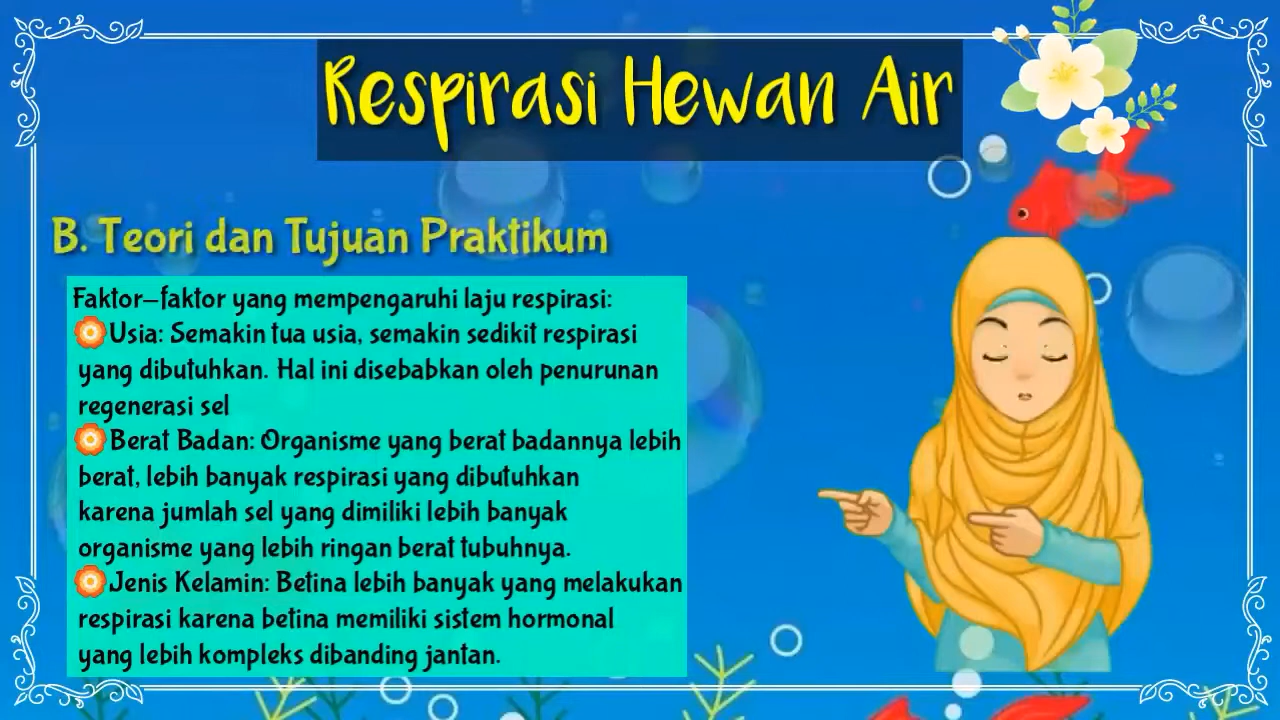 Respirasi Hewan Air
B. Teori dan Tujuan Praktikum
Faktor-faktor yang mempengaruhi laju respirasi:
Usia: Semakin tua usia, semakin sedikit respirasi
yang dibutuhkan. Hal ini disebabkan oleh penurunan
regenerasi sel
Berat Badan: Organisme yang berat badannya lebih
berat, lebih banyak respirasi yang dibutuhkan
karena jumlah sel yang dimiliki lebih banyak
organisme yang lebih ringan berat tubuhnya.
Jenis Kelamin: Betina lebih banyak yang melakukan
respirasi karena betina memiliki sistem hormonal
yang lebih kompleks dibanding jantan.